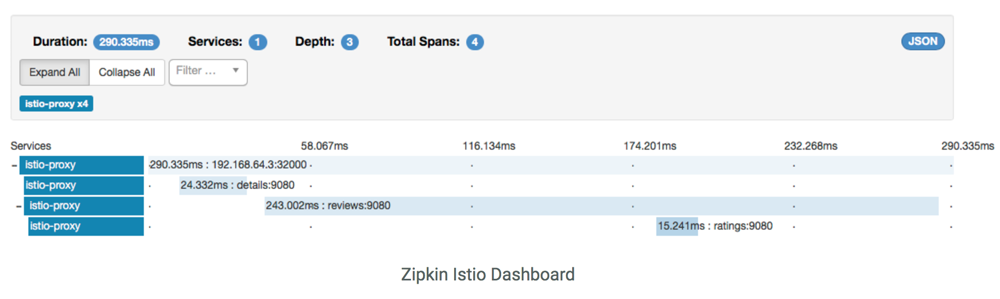 Duration: 290.335ms Services: 1 Depth: 3 Total Spans: 4 JSON
Expand All Collapse All Filter ...
istio-proxy x4
Services 58.067ms 116.134ms 174.201ms 232.268ms 290.335ms
istio-proxy 290.335ms : 192.168.64.3:32000
istio-proxy 24.332ms : details:9080
istio-proxy 243.002ms : reviews:9080
istio-proxy 15.241ms : ratings:9080
Zipkin Istio Dashboard